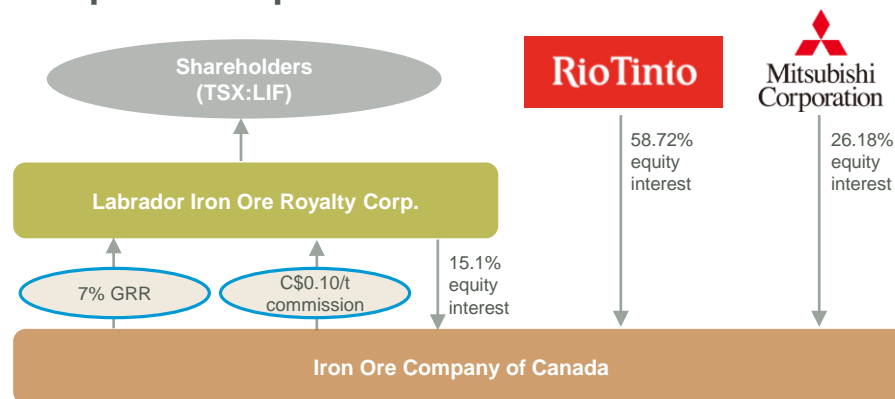 Shareholders
(TSX:LIF)
RioTinto
Mitsubishi
Corporation
58.72%
equity
interest
26.18%
equity
interest
Labrador Iron Ore Royalty Corp.
7% GRR
C$0.10/t
commission
15.1%
equity
interest
Iron Ore Company of Canada